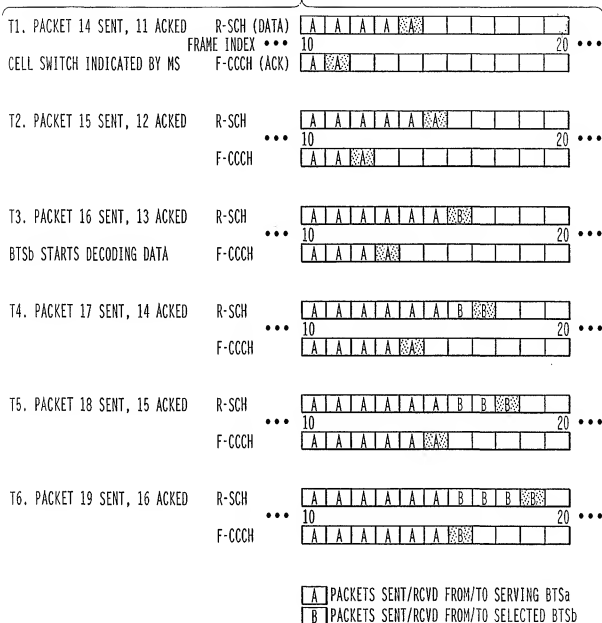 T1. PACKET 14 SENT, 11 ACKED R-SCH (DATA) A A A A A
FRAME INDEX ••• 10 20 •••
CELL SWITCH INDICATED BY MS F-CCCH (ACK) A A
T2. PACKET 15 SENT, 12 ACKED R-SCH A A A A A A
••• 10 20 •••
F-CCCH A A A
T3. PACKET 16 SENT, 13 ACKED R-SCH A A A A A A B
••• 10 20 •••
BTSb STARTS DECODING DATA F-CCCH A A A A
T4. PACKET 17 SENT, 14 ACKED R-SCH A A A A A A B B
••• 10 20 •••
F-CCCH A A A A A
T5. PACKET 18 SENT, 15 ACKED R-SCH A A A A A A B B B
••• 10 20 •••
F-CCCH A A A A A A
T6. PACKET 19 SENT, 16 ACKED R-SCH A A A A A A B B B B
••• 10 20 •••
F-CCCH A A A A A A B
A PACKETS SENT/RCVD FROM/TO SERVING BTSa
B PACKETS SENT/RCVD FROM/TO SELECTED BTSb